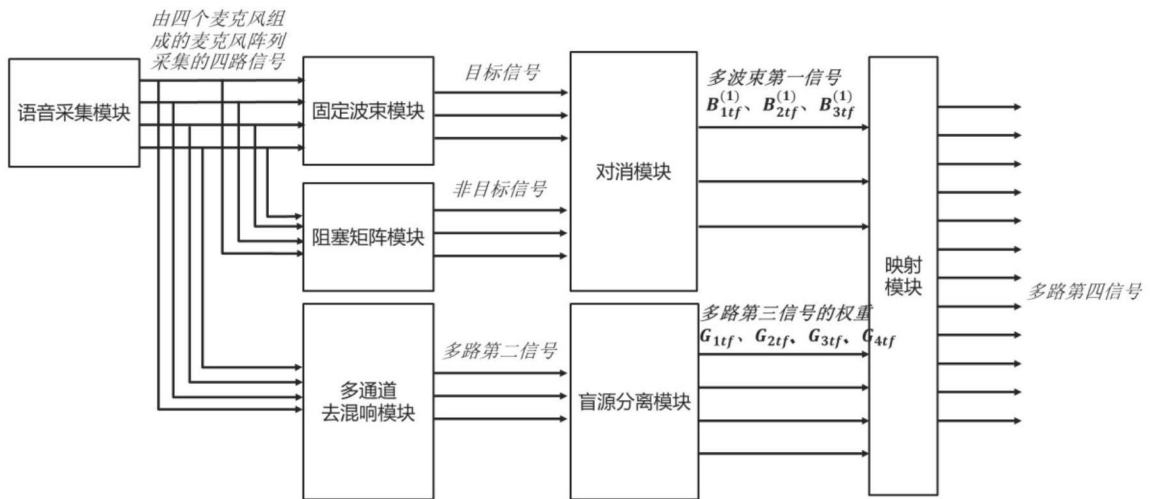 由四个麦克风组
成的麦克风阵列
采集的四路信号
语音采集模块
固定波束模块
目标信号
多波束第一信号
B_{1tf}^{(1)}、B_{2tf}^{(1)}、B_{3tf}^{(1)}
对消模块
非目标信号
阻塞矩阵模块
映射
模块
多路第四信号
多路第三信号的权重
G_{1tf}、G_{2tf}、G_{3tf}、G_{4tf}
多路第二信号
多通道
去混响模块
盲源分离模块